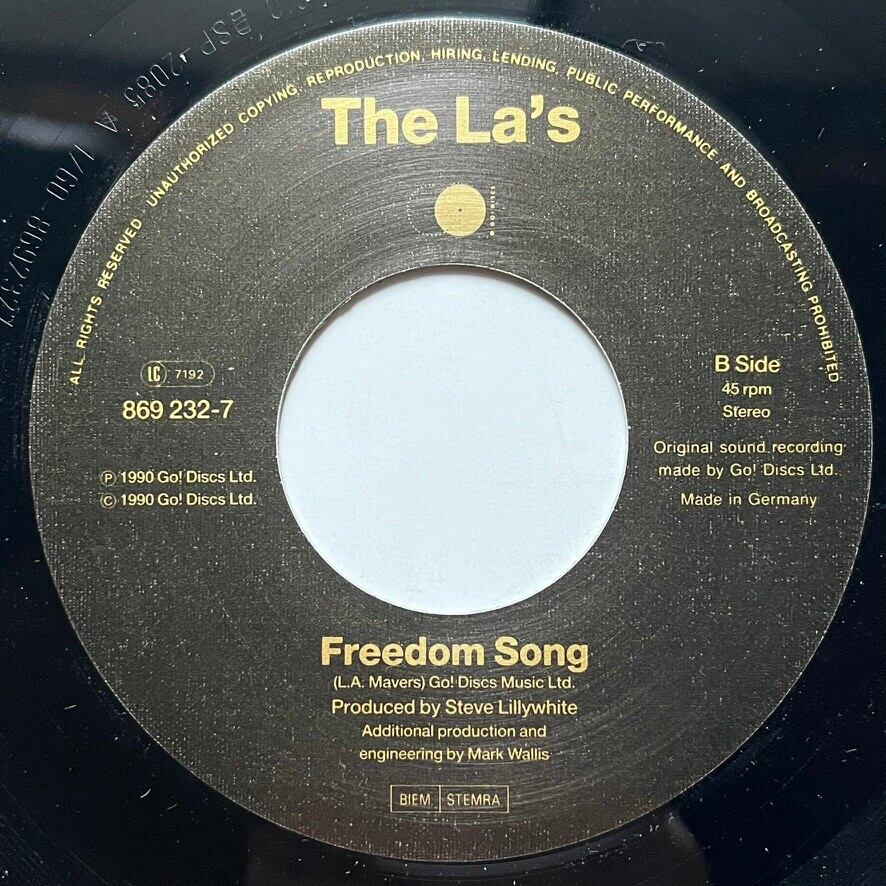 ALL RIGHTS RESERVED · UNAUTHORIZED COPYING, REPRODUCTION, HIRING, LENDING, PUBLIC PERFORMANCE AND BROADCASTING PROHIBITED
The La's
LC 7192
869 232-7
℗ 1990 Go! Discs Ltd.
© 1990 Go! Discs Ltd.
B Side
45 rpm
Stereo
Original sound recording
made by Go! Discs Ltd.
Made in Germany
Freedom Song
(L.A. Mavers) Go! Discs Music Ltd.
Produced by Steve Lillywhite
Additional production and
engineering by Mark Wallis
BIEM STEMRA